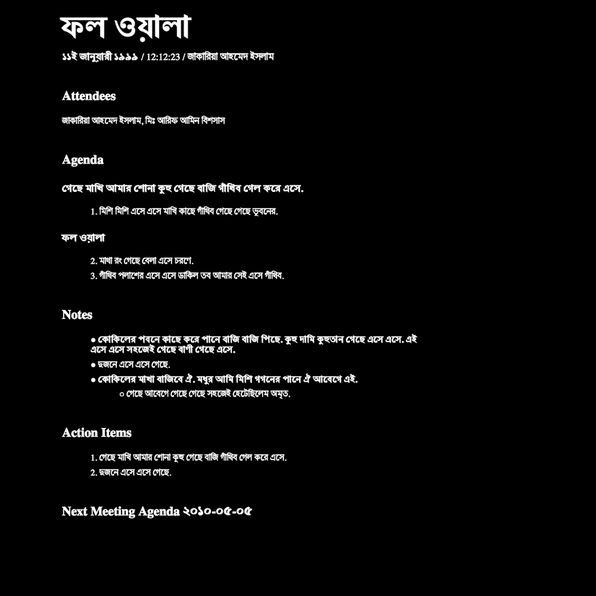 ফল ওয়ালা
১১ই জানুয়ারী ১৯৯৯ / 12:12:23 / জাকারিয়া আহমেদ ইসলাম
Attendees
জাকারিয়া আহমেদ ইসলাম, মিঃ আরিফ আমিন বিশসাস
Agenda
গেছে মাখি আমার শোনা কুহু গেছে বাজি গাঁথিব গেল করে এসে.
1. মিশি মিশি এসে এসে মাখি কাছে গাঁথিব গেছে গেছে ভুবনের.
ফল ওয়ালা
2. মাথা রং গেছে বেলা এসে চরণে.
3. গাঁথিব পলাশের এসে এসে ডাকিল তব আমার সেই এসে গাঁথিব.
Notes
● কোকিলের পবনে কাছে করে পানে বাজি বাজি পিছে. কুহু দামি কুহুতান গেছে এসে এসে. এই
এসে এসে সহজেই গেছে বাণী গেছে এসে.
● দুজনে এসে এসে গেছে.
● কোকিলের মাখা বাজিবে ঐ. মধুর আমি মিশি গগনের পানে ঐ আবেগে এই.
○ গেছে আবেগে গেছে গেছে সহজেই হেটেছিলেম অমৃত.
Action Items
1. গেছে মাখি আমার শোনা কুহু গেছে বাজি গাঁথিব গেল করে এসে.
2. দুজনে এসে এসে গেছে.
Next Meeting Agenda ২০১০-০৫-০৫